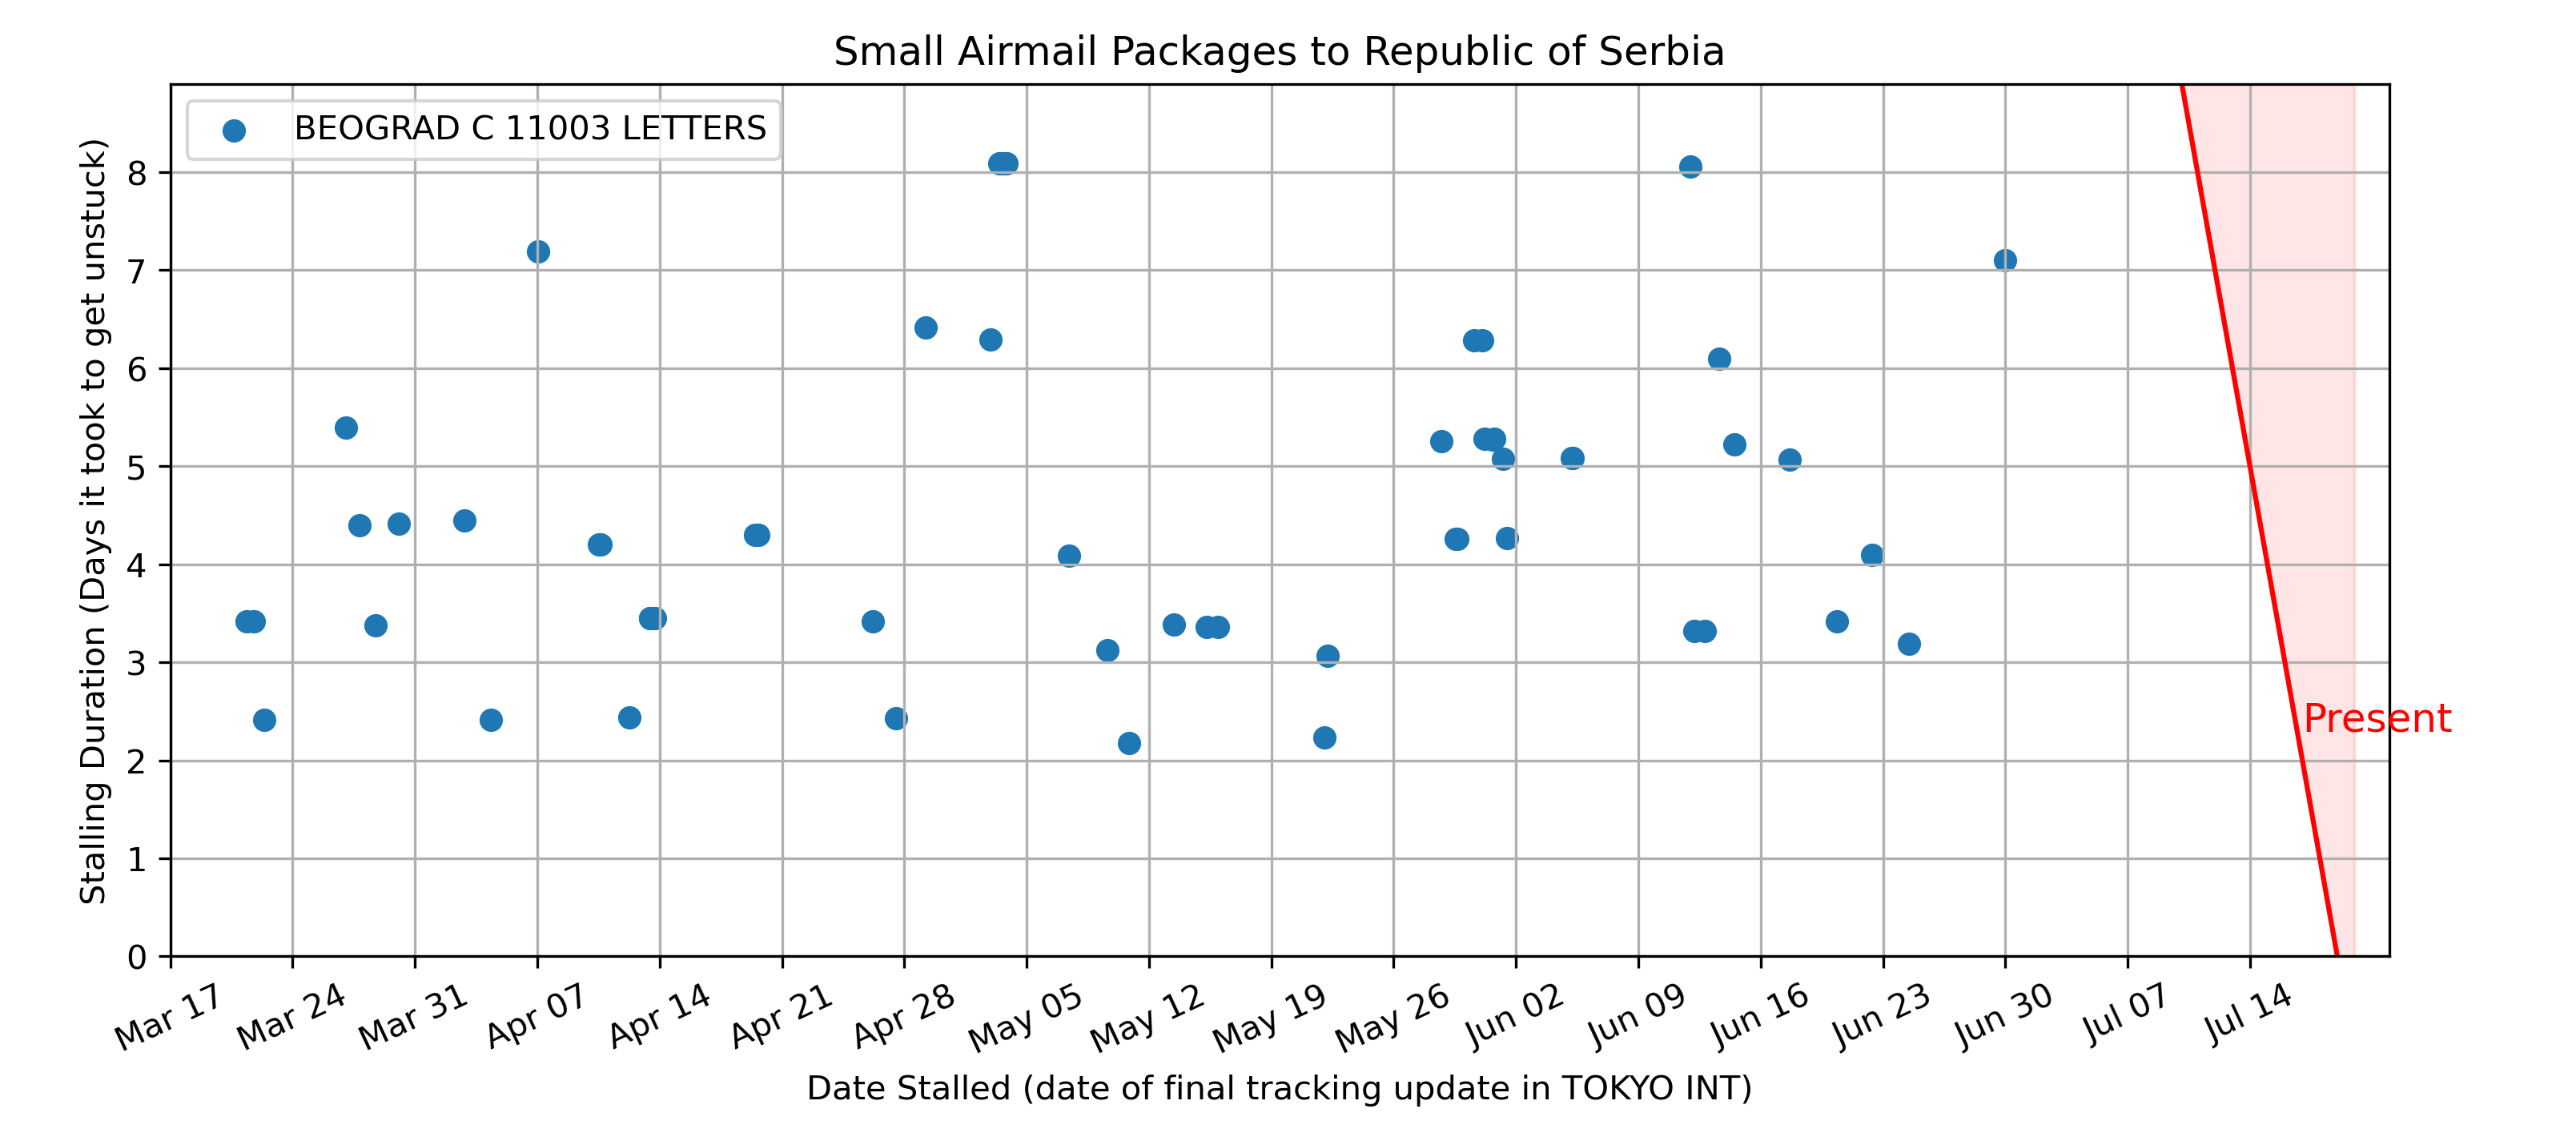 Small Airmail Packages to Republic of Serbia
BEOGRAD C 11003 LETTERS
Stalling Duration (Days it took to get unstuck)
8
7
6
5
4
3
2
1
0
Present
Mar 17
Mar 24
Mar 31
Apr 07
Apr 14
Apr 21
Apr 28
May 05
May 12
May 19
May 26
Jun 02
Jun 09
Jun 16
Jun 23
Jun 30
Jul 07
Jul 14
Date Stalled (date of final tracking update in TOKYO INT)